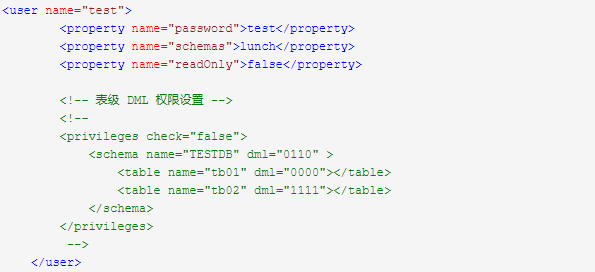 <user name="test">
<property name="password">test</property>
<property name="schemas">lunch</property>
<property name="readOnly">false</property>
<!-- 表级 DML 权限设置 -->
<!--
<privileges check="false">
<schema name="TESTDB" dml="0110" >
<table name="tb01" dml="0000"></table>
<table name="tb02" dml="1111"></table>
</schema>
</privileges>
-->
</user>